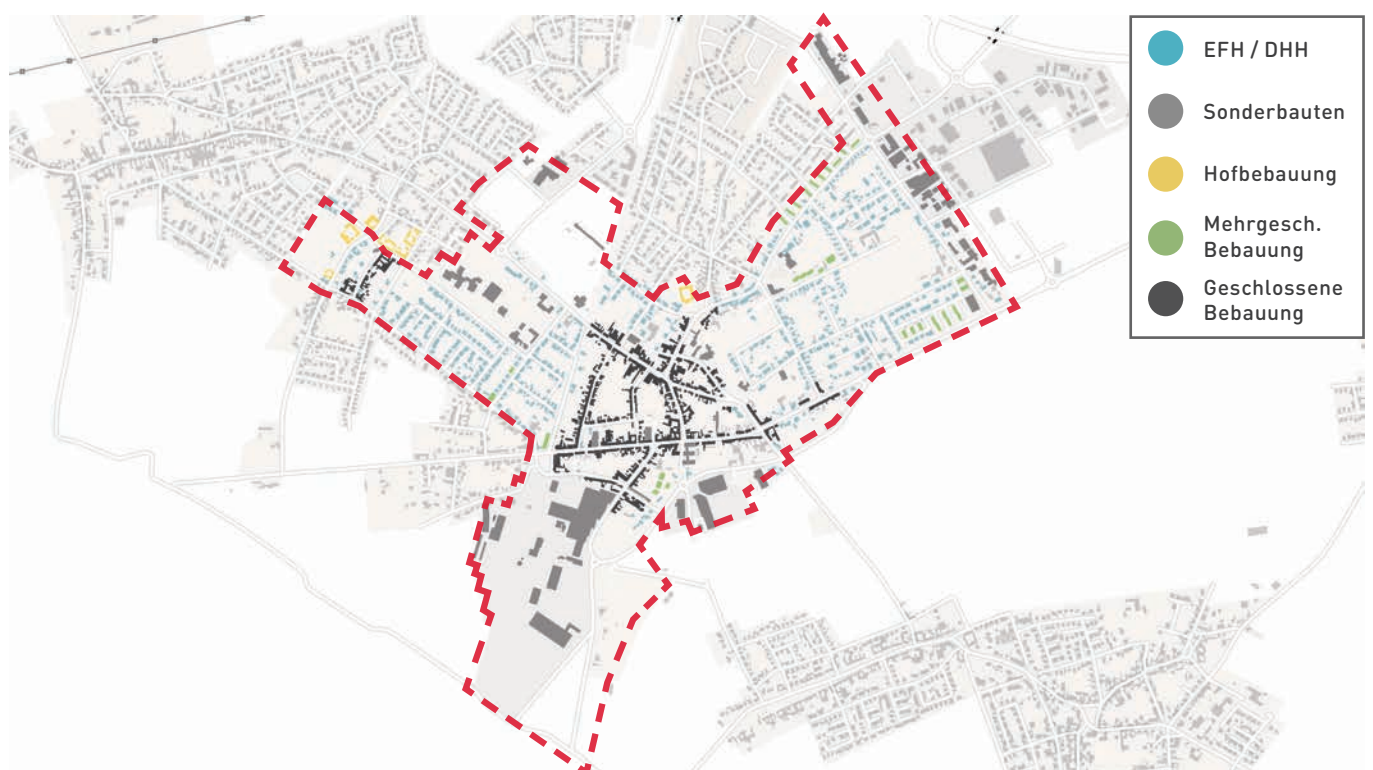 EFH / DHH
Sonderbauten
Hofbebauung
Mehrgesch.
Bebauung
Geschlossene
Bebauung